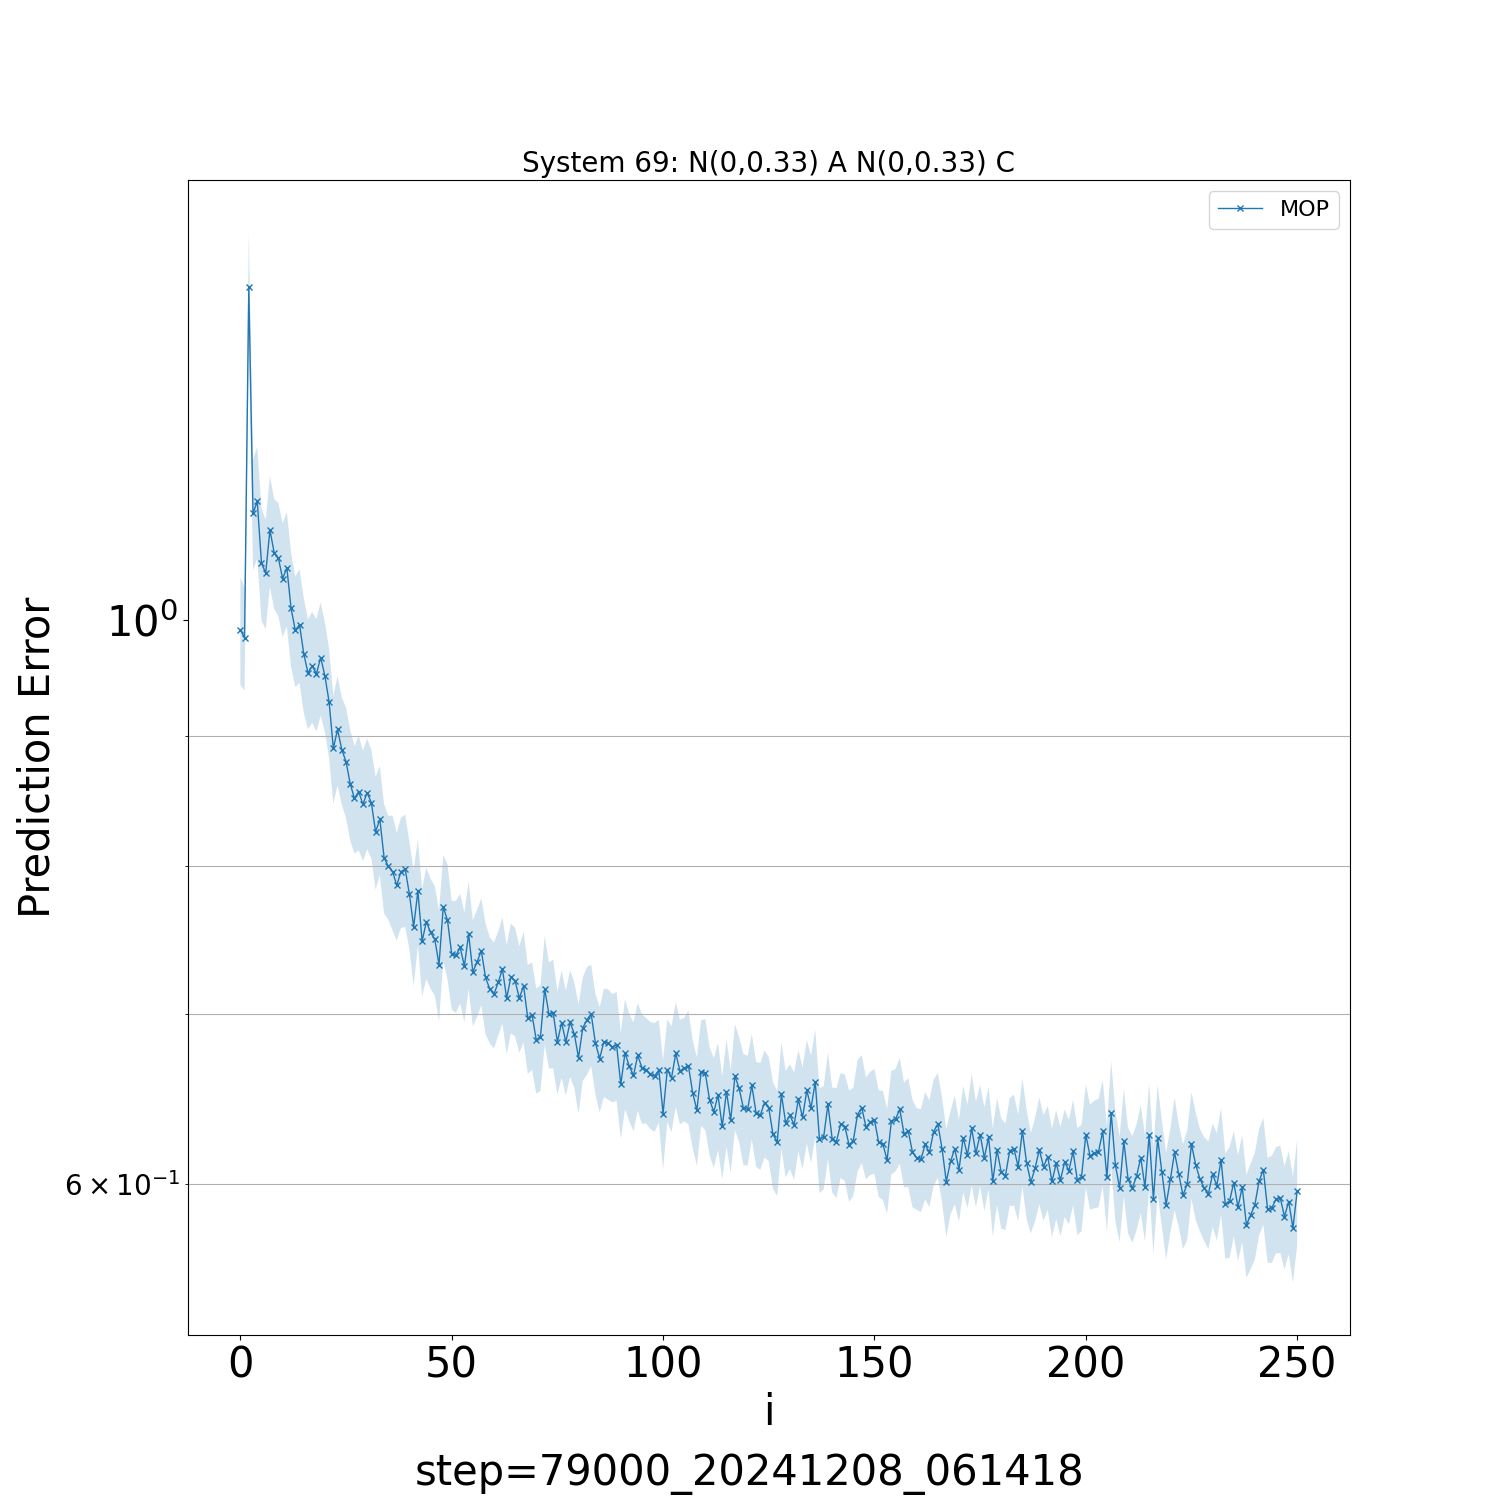 System 69: N(0,0.33) A N(0,0.33) C
MOP
Prediction Error
10⁰
6 × 10⁻¹
0 50 100 150 200 250
i
step=79000_20241208_061418